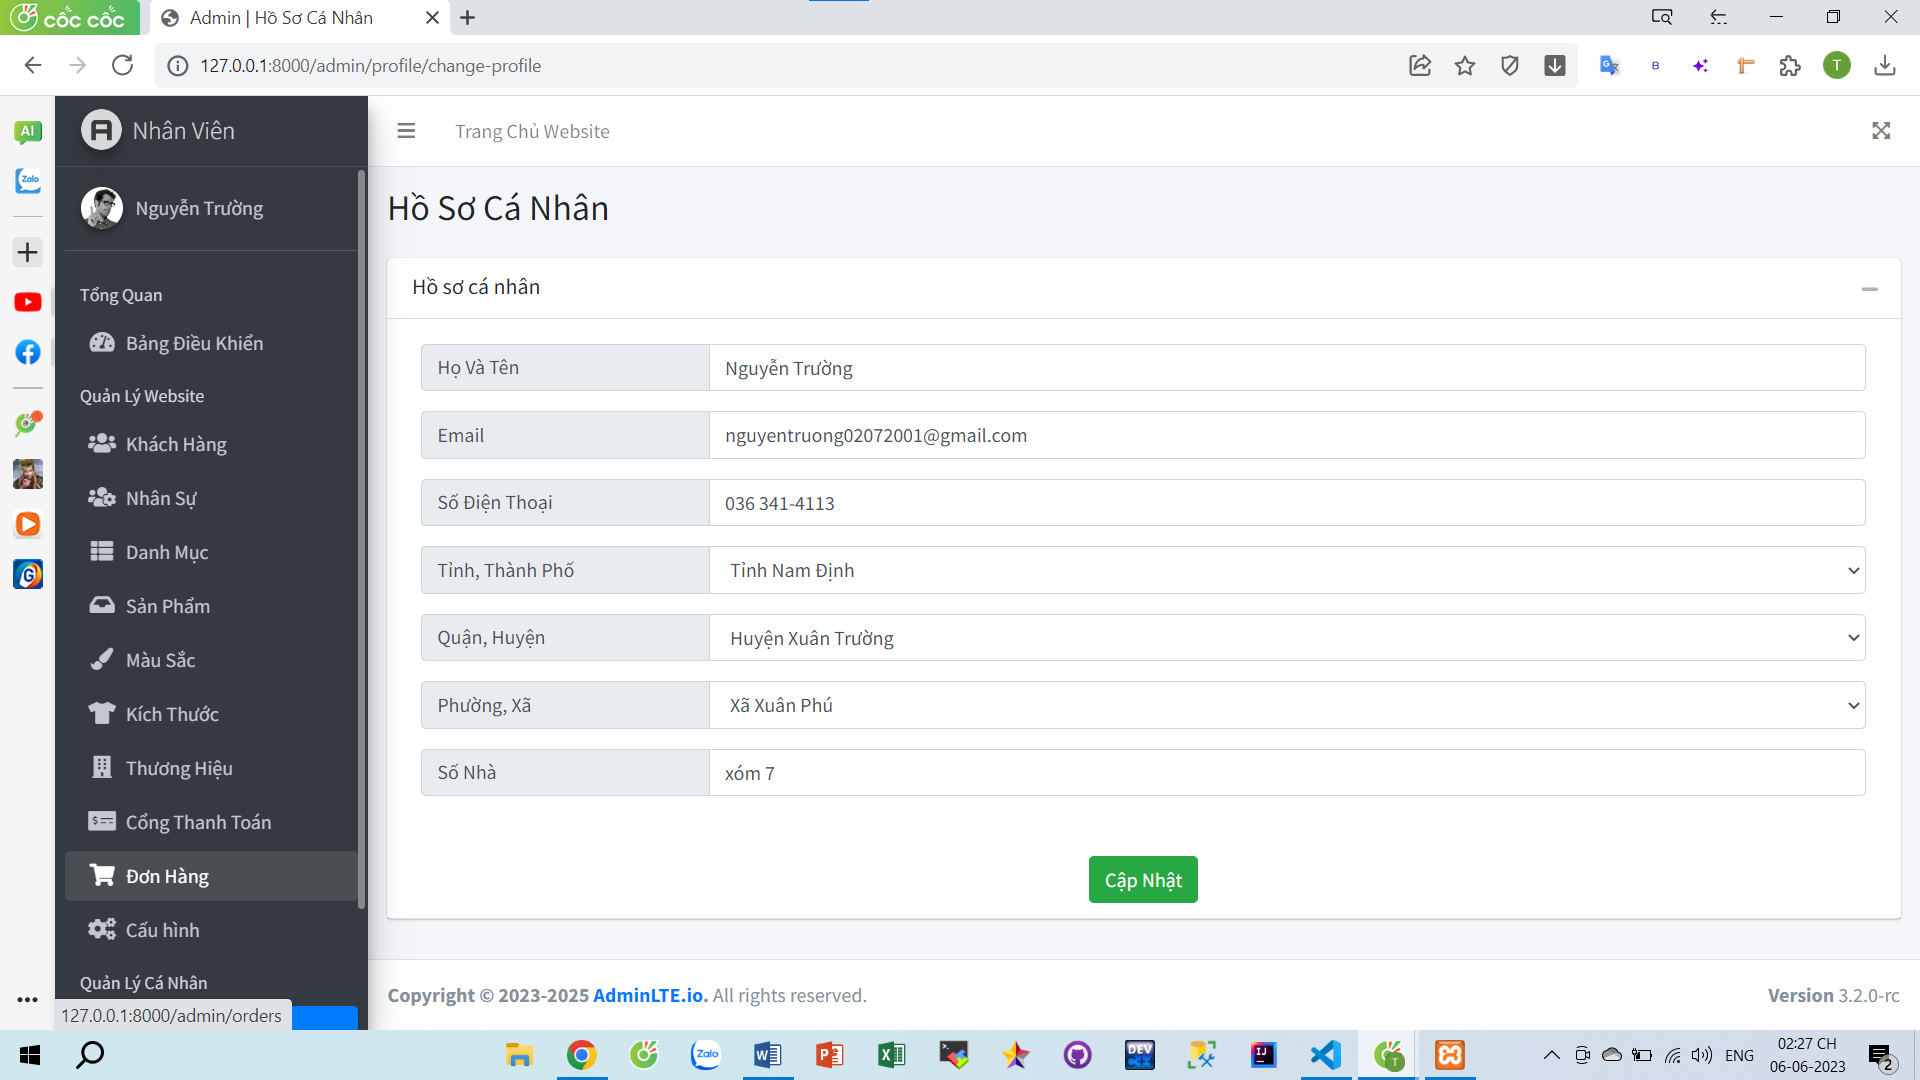 cốc cốc
Admin | Hồ Sơ Cá Nhân
127.0.0.1:8000/admin/profile/change-profile
B
T
AI
Nhân Viên
Trang Chủ Website
Zalo
Nguyễn Trường
Hồ Sơ Cá Nhân
Hồ sơ cá nhân
Tổng Quan
Bảng Điều Khiển
Quản Lý Website
Khách Hàng
Nhân Sự
Danh Mục
Sản Phẩm
Màu Sắc
Kích Thước
Thương Hiệu
Cổng Thanh Toán
Đơn Hàng
Cấu hình
Quản Lý Cá Nhân
Họ Và Tên
Nguyễn Trường
Email
nguyentruong02072001@gmail.com
Số Điện Thoại
036 341-4113
Tỉnh, Thành Phố
Tỉnh Nam Định
Quận, Huyện
Huyện Xuân Trường
Phường, Xã
Xã Xuân Phú
Số Nhà
xóm 7
Cập Nhật
Copyright © 2023-2025 AdminLTE.io. All rights reserved.
Version 3.2.0-rc
127.0.0.1:8000/admin/orders
Zalo
DEV C++
IJ
T
ENG
02:27 CH
06-06-2023
2